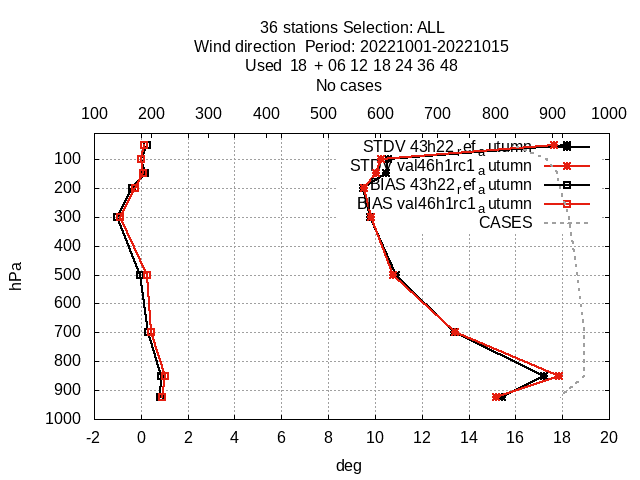 36 stations Selection: ALL
Wind direction Period: 20221001-20221015
Used 18 + 06 12 18 24 36 48
No cases
100 200 300 400 500 600 700 800 900 1000
STDV 43h22_ref_autumn
STDV val46h1rc1_autumn
BIAS 43h22_ref_autumn
BIAS val46h1rc1_autumn
CASES
hPa
100
200
300
400
500
600
700
800
900
1000
-2 0 2 4 6 8 10 12 14 16 18 20
deg